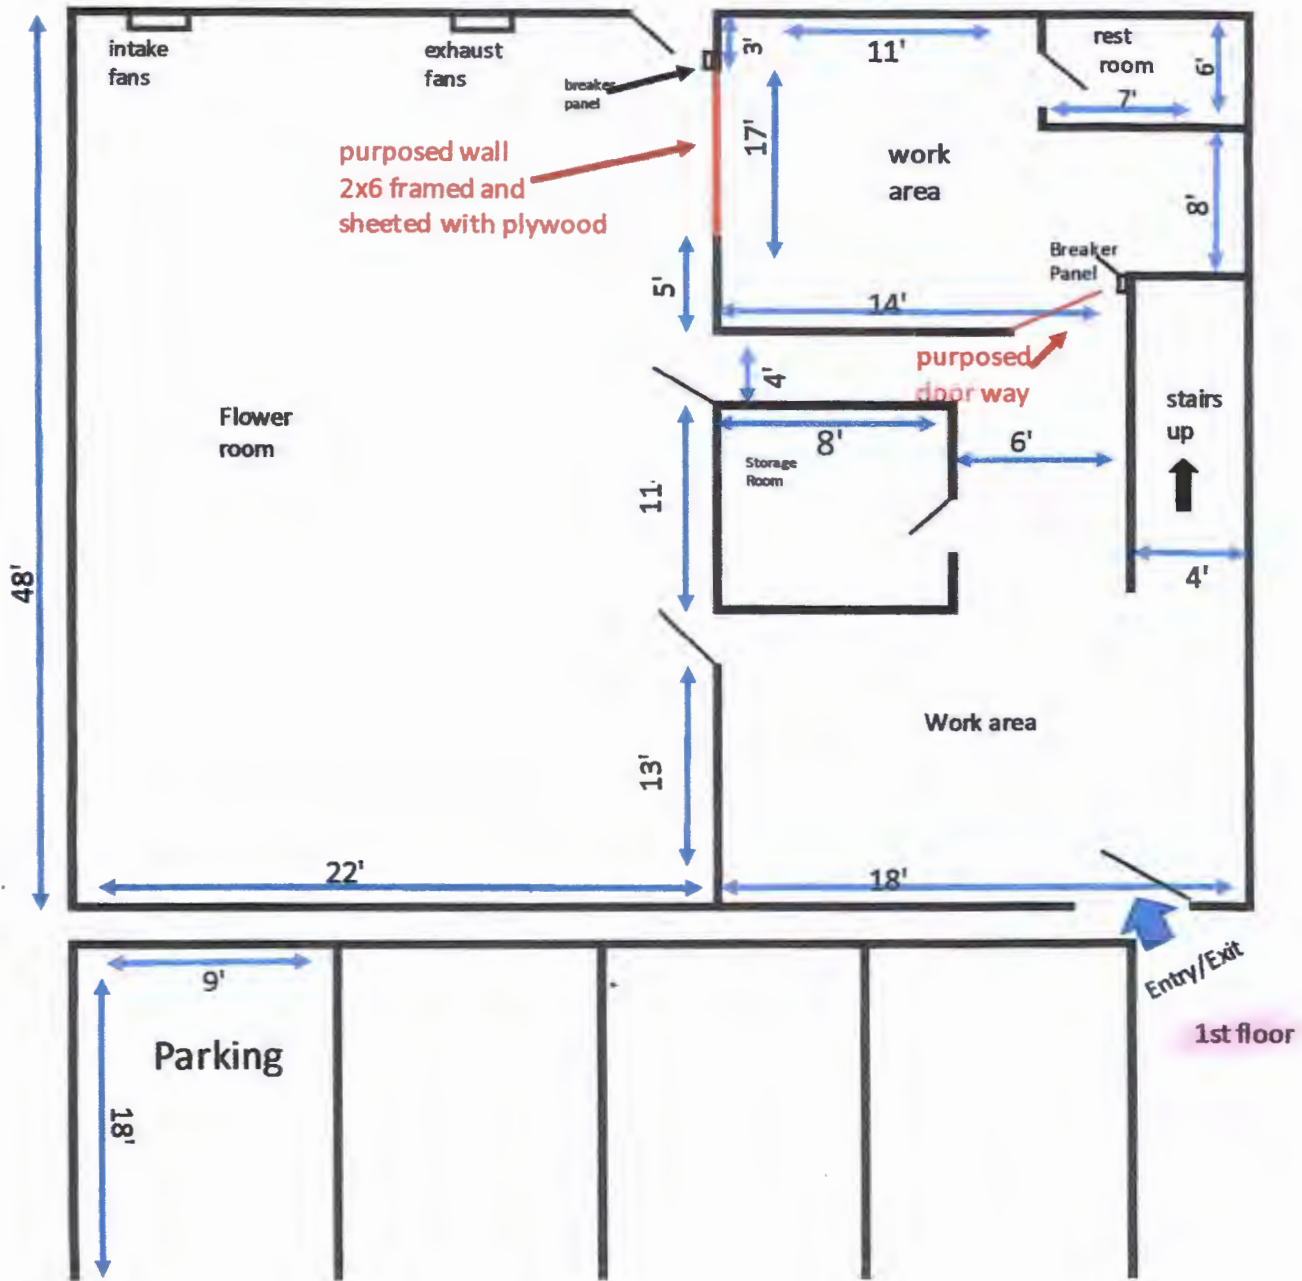 intake
fans
exhaust
fans
breaker
panel
3'
11'
rest
room
6'
7'
purposed wall
2x6 framed and
sheeted with plywood
17'
work
area
8'
Breaker
Panel
5'
14'
purposed
door way
4'
Flower
room
8'
Storage
Room
6'
stairs
up
11'
4'
48'
13'
Work area
22'
18'
Entry/Exit
9'
Parking
18'
1st floor